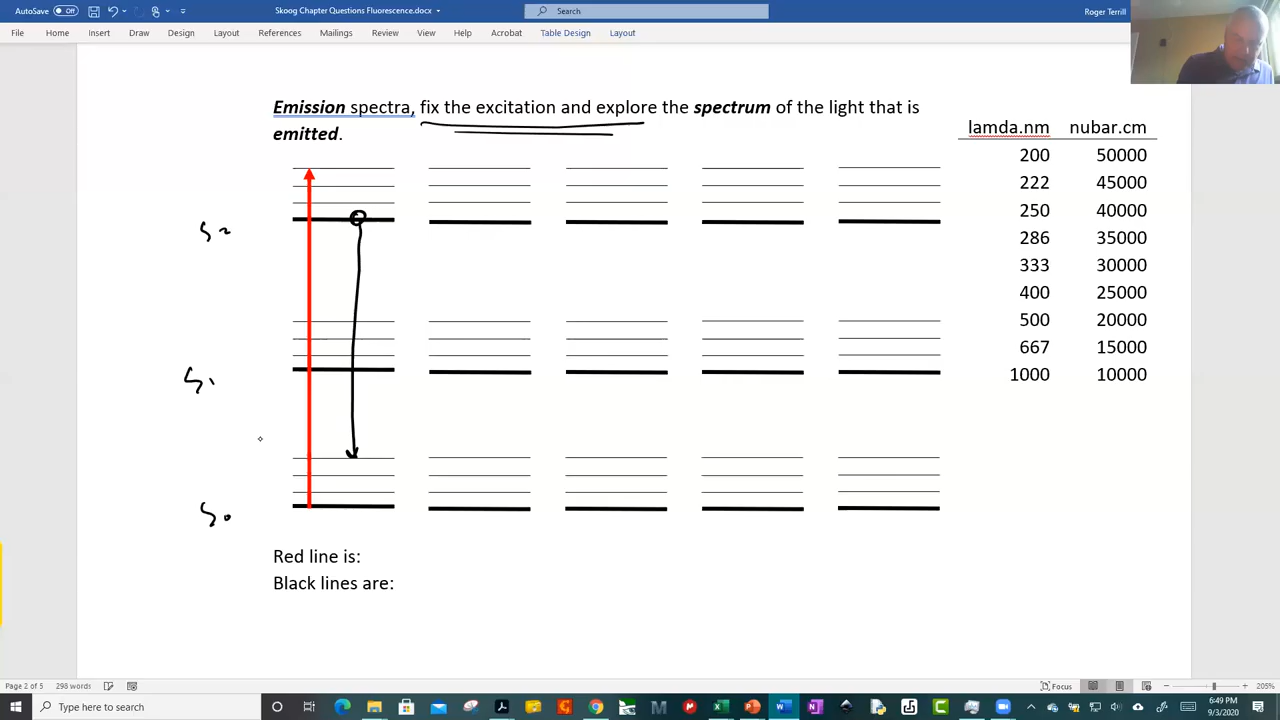 AutoSave Off
Skoog Chapter Questions Fluorescence.docx
Search
Roger Terrill
File Home Insert Draw Design Layout References Mailings Review View Help Acrobat Table Design Layout
Emission spectra, fix the excitation and explore the spectrum of the light that is
emitted.
lamda.nm nubar.cm
200 50000
222 45000
250 40000
286 35000
333 30000
400 25000
500 20000
667 15000
1000 10000
S2
S1
S0
Red line is:
Black lines are:
Page 2 of 5 298 words Focus 205%
Type here to search
6:49 PM
9/3/2020